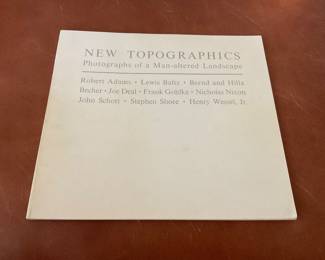 NEW TOPOGRAPHICS
Photographs of a Man-altered Landscape
Robert Adams • Lewis Baltz • Bernd and Hilla
Becher • Joe Deal • Frank Gohlke • Nicholas Nixon
John Schott • Stephen Shore • Henry Wessel, Jr.